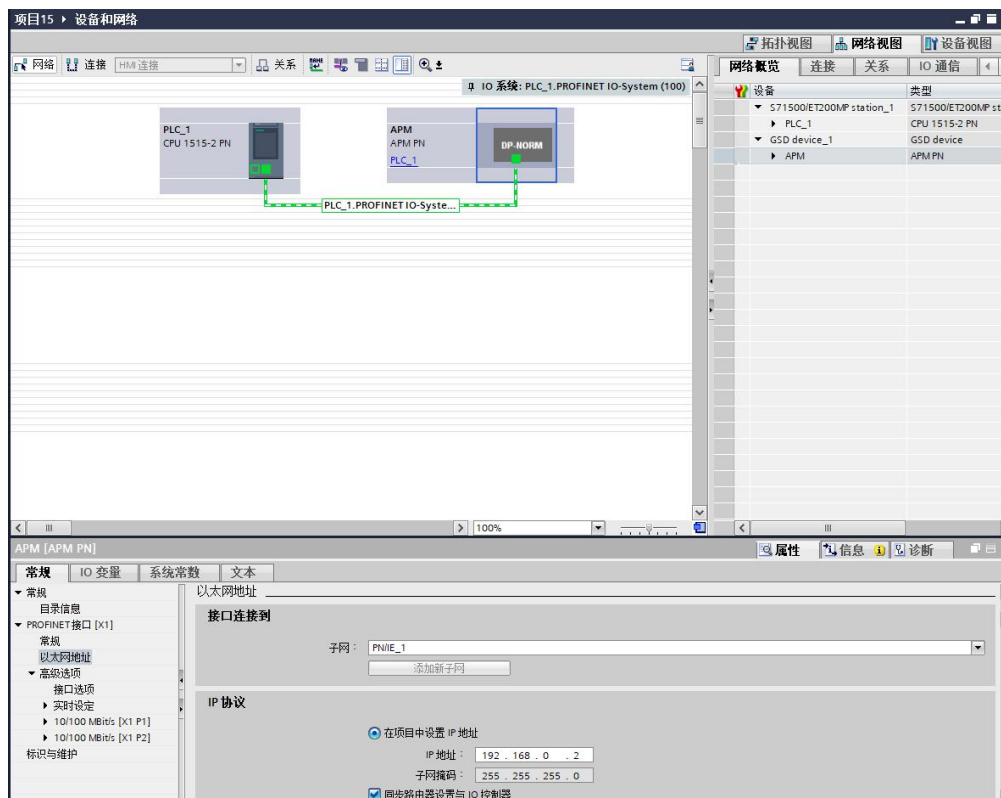 项目15 ▸ 设备和网络
拓扑视图 网络视图 设备视图
网络 连接 HMI 连接 关系
网络概览 连接 关系 IO 通信
IO 系统: PLC_1.PROFINET IO-System (100)
设备 类型
S71500/ET200MP station_1 S71500/ET200MP st
PLC_1 CPU 1515-2 PN
GSD device_1 GSD device
APM APM PN
PLC_1
CPU 1515-2 PN
APM
APM PN
PLC_1
DP-NORM
PLC_1.PROFINET IO-Syste...
100%
APM [APM PN]
属性 信息 诊断
常规 IO 变量 系统常数 文本
常规
目录信息
PROFINET接口 [X1]
常规
以太网地址
高级选项
接口选项
实时设定
10/100 MBit/s [X1 P1]
10/100 MBit/s [X1 P2]
标识与维护
以太网地址
接口连接到
子网： PN/IE_1
添加新子网
IP 协议
在项目中设置 IP 地址
IP 地址： 192 . 168 . 0 . 2
子网掩码： 255 . 255 . 255 . 0
同步路由器设置与 IO 控制器